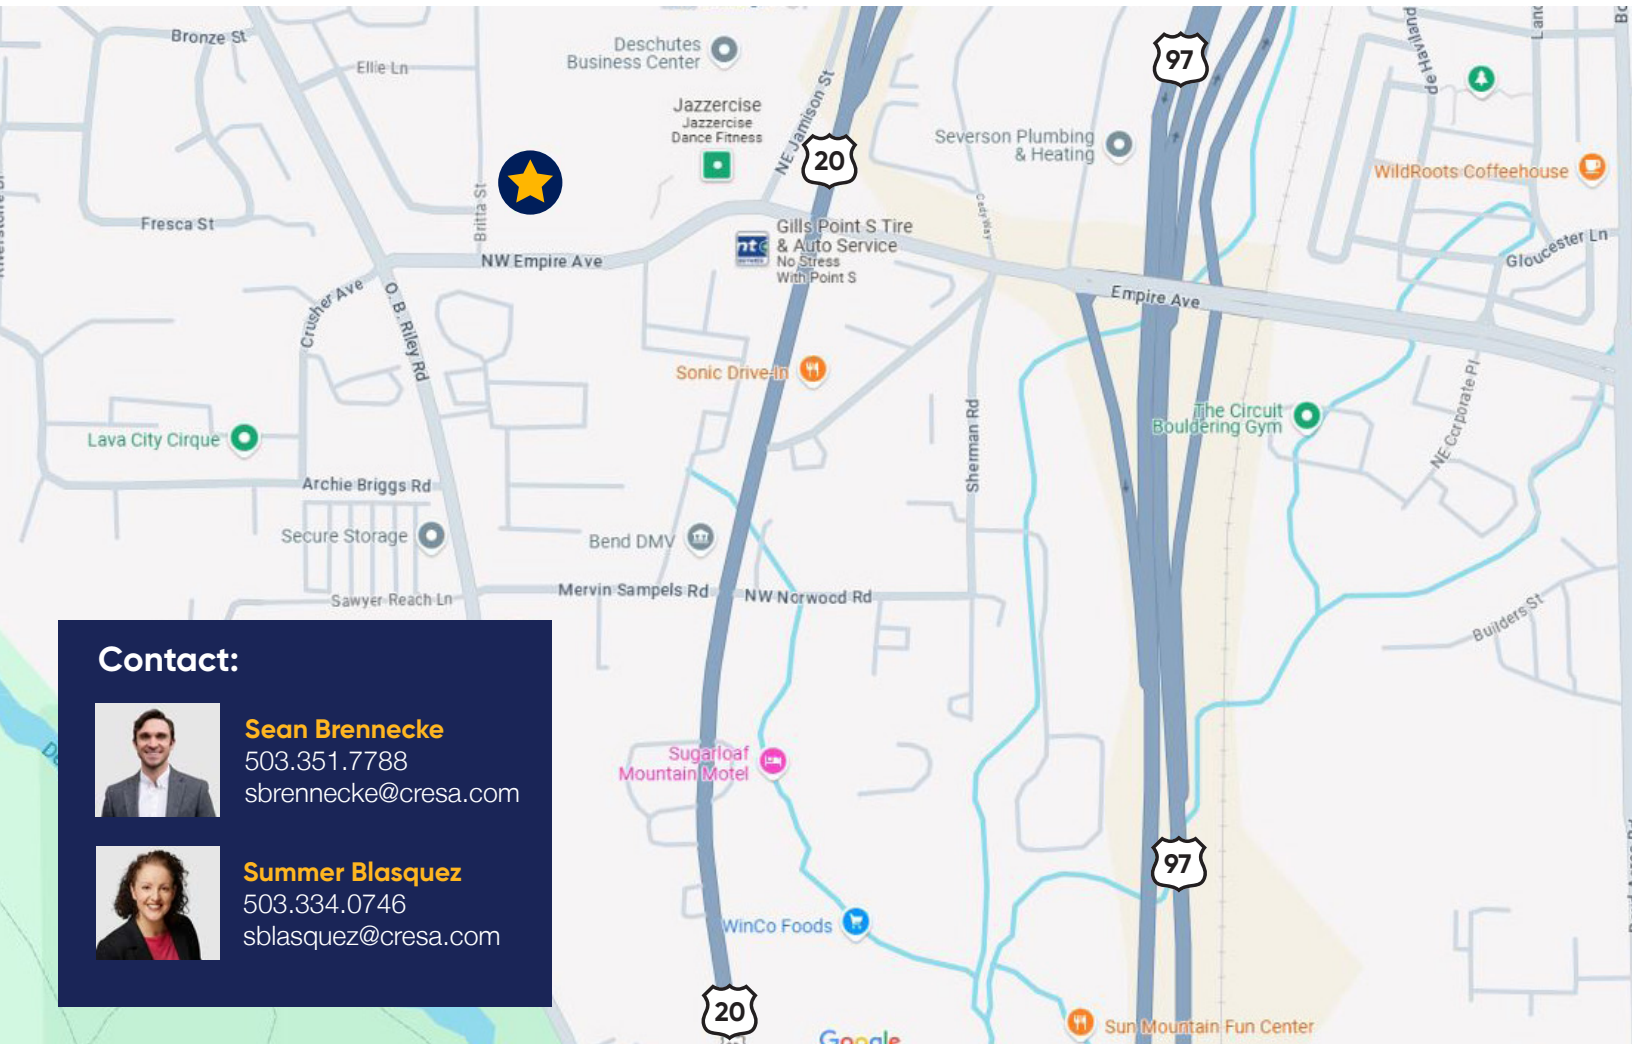 Bronze St
Ellie Ln
Deschutes
Business Center
Jazzercise
Jazzercise
Dance Fitness
NE Jamison St
20
97
Severson Plumbing
& Heating
de Havilland
WildRoots Coffeehouse
Fresca St
Britta St
NW Empire Ave
Gills Point S Tire
& Auto Service
No Stress
With Point S
ntc
Cady Way
Gloucester Ln
Empire Ave
Crusher Ave
O. B. Riley Rd
Sonic Drive-In
Sherman Rd
The Circuit
Bouldering Gym
NE Corporate Pl
Lava City Cirque
Archie Briggs Rd
Secure Storage
Bend DMV
Sawyer Reach Ln
Mervin Sampels Rd
NW Norwood Rd
Builders St
Contact:
Sean Brennecke
503.351.7788
sbrennecke@cresa.com
Summer Blasquez
503.334.0746
sblasquez@cresa.com
Sugarloaf
Mountain Motel
97
WinCo Foods
20
Sun Mountain Fun Center
Google